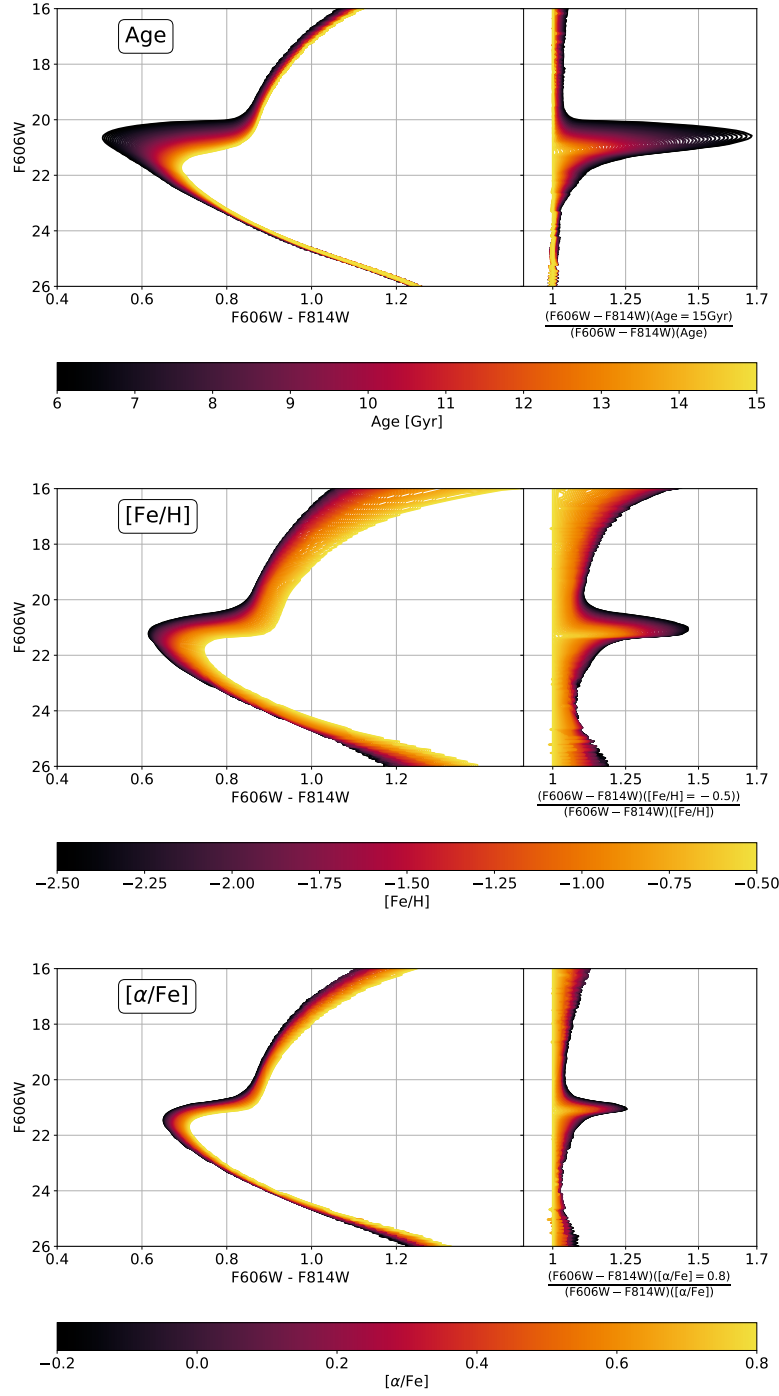 Age
16
18
20
22
24
26
F606W
0.4 0.6 0.8 1.0 1.2
F606W - F814W
1 1.25 1.7
(F606W − F814W)(Age = 15Gyr)
(F606W − F814W)(Age)
6 7 8 9 10 11 12 13 14 15
Age [Gyr]
[Fe/H]
16
18
20
22
24
26
F606W
0.4 0.6 0.8 1.0 1.2
F606W - F814W
1 1.25 1.7
(F606W − F814W)([Fe/H] = − 0.5))
(F606W − F814W)([Fe/H])
−2.50 −2.25 −2.00 −1.75 −1.50 −1.25 −1.00 −0.75 −0.50
[Fe/H]
[α/Fe]
16
18
20
22
24
26
F606W
0.4 0.6 0.8 1.0 1.2
F606W - F814W
1 1.25 1.7
(F606W − F814W)([α/Fe] = 0.8)
(F606W − F814W)([α/Fe])
−0.2 0.0 0.2 0.4 0.6 0.8
[α/Fe]